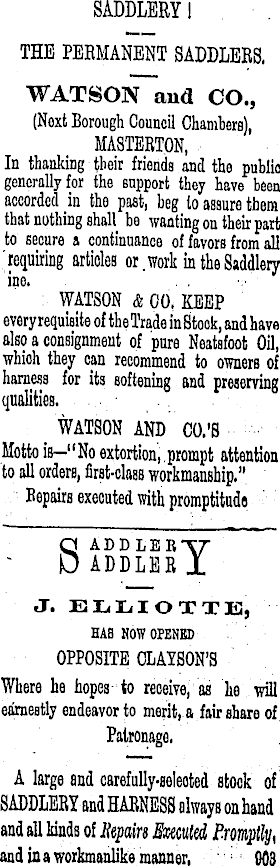 SADDLERY !
THE PERMANENT SADDLERS.
WATSON and CO.,
(Next Borough Council Chambers),
MASTERTON,
In thanking their friends and the public
generally for the support they have been
accorded in the past, beg to assure them
that nothing shall be wanting on their part
to secure a continuance of favors from all
requiring articles or work in the Saddlery
ine.
WATSON & CO. KEEP
every requisite of the Trade in Stock, and have
also a consignment of pure Neatsfoot Oil,
which they can recommend to owners of
harness for its softening and preserving
qualities.
WATSON AND CO.'S
Motto is—"No extortion, prompt attention
to all orders, first-class workmanship."
Repairs executed with promptitude
SADDLERY
SADDLERY
J. ELLIOTTE,
HAS NOW OPENED
OPPOSITE CLAYSON'S
Where he hopes to receive, as he will
earnestly endeavor to merit, a fair share of
Patronage.
A large and carefully-selected stock of
SADDLERY and HARNESS always on hand
and all kinds of Repairs Executed Promptly,
and in a workmanlike manner,